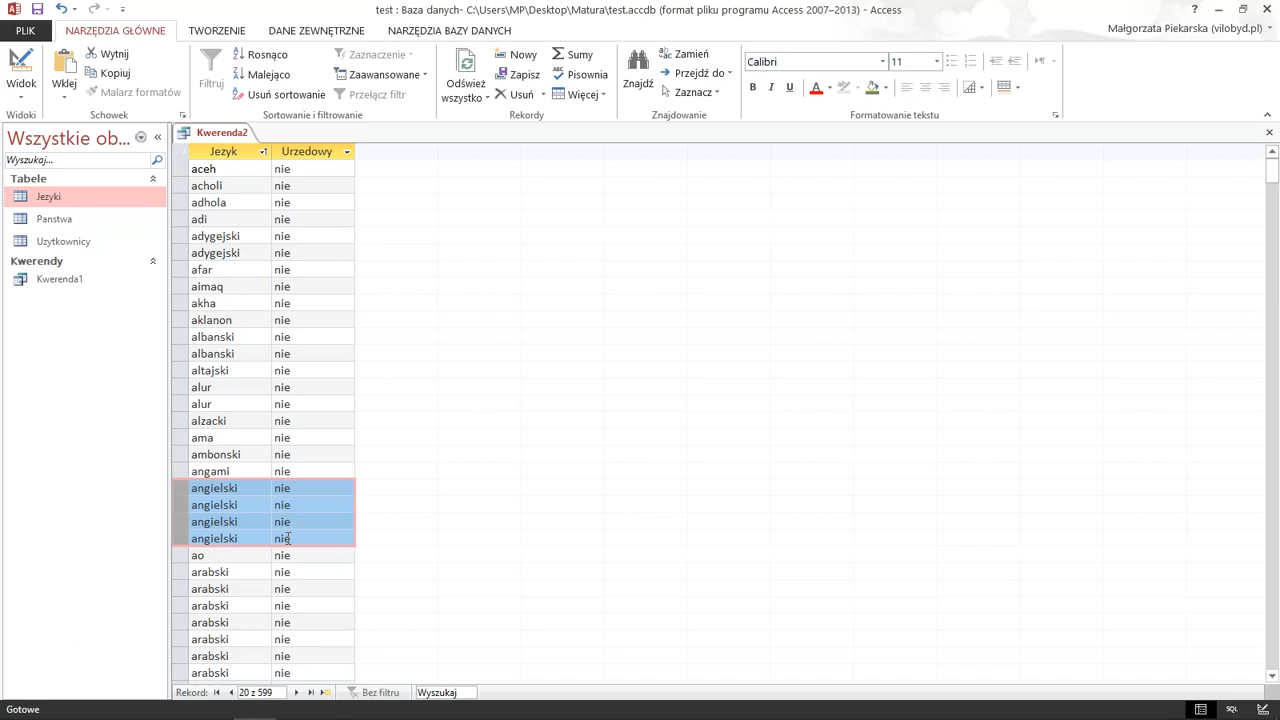 test : Baza danych- C:\Users\MP\Desktop\Matura\test.accdb (format pliku programu Access 2007–2013) - Access
PLIK NARZĘDZIA GŁÓWNE TWORZENIE DANE ZEWNĘTRZNE NARZĘDZIA BAZY DANYCH Małgorzata Piekarska (vilobyd.pl)
Widok
Widoki
Wklej
Wytnij
Kopiuj
Malarz formatów
Schowek
Filtruj
Rosnąco
Malejąco
Usuń sortowanie
Zaznaczenie
Zaawansowane
Przełącz filtr
Sortowanie i filtrowanie
Odśwież
wszystko
Nowy
Zapisz
Usuń
Sumy
Pisownia
Więcej
Rekordy
Znajdź
Zamień
Przejdź do
Zaznacz
Znajdowanie
Calibri 11
B I U A
Formatowanie tekstu
Wszystkie ob...
Wyszukaj...
Tabele
Jezyki
Panstwa
Uzytkownicy
Kwerendy
Kwerenda1
Kwerenda2
Jezyk Urzedowy
aceh nie
acholi nie
adhola nie
adi nie
adygejski nie
adygejski nie
afar nie
aimaq nie
akha nie
aklanon nie
albanski nie
albanski nie
altajski nie
alur nie
alur nie
alzacki nie
ama nie
ambonski nie
angami nie
angielski nie
angielski nie
angielski nie
angielski nie
ao nie
arabski nie
arabski nie
arabski nie
arabski nie
arabski nie
arabski nie
arabski nie
Rekord: 20 z 599 Bez filtru Wyszukaj
Gotowe SQL